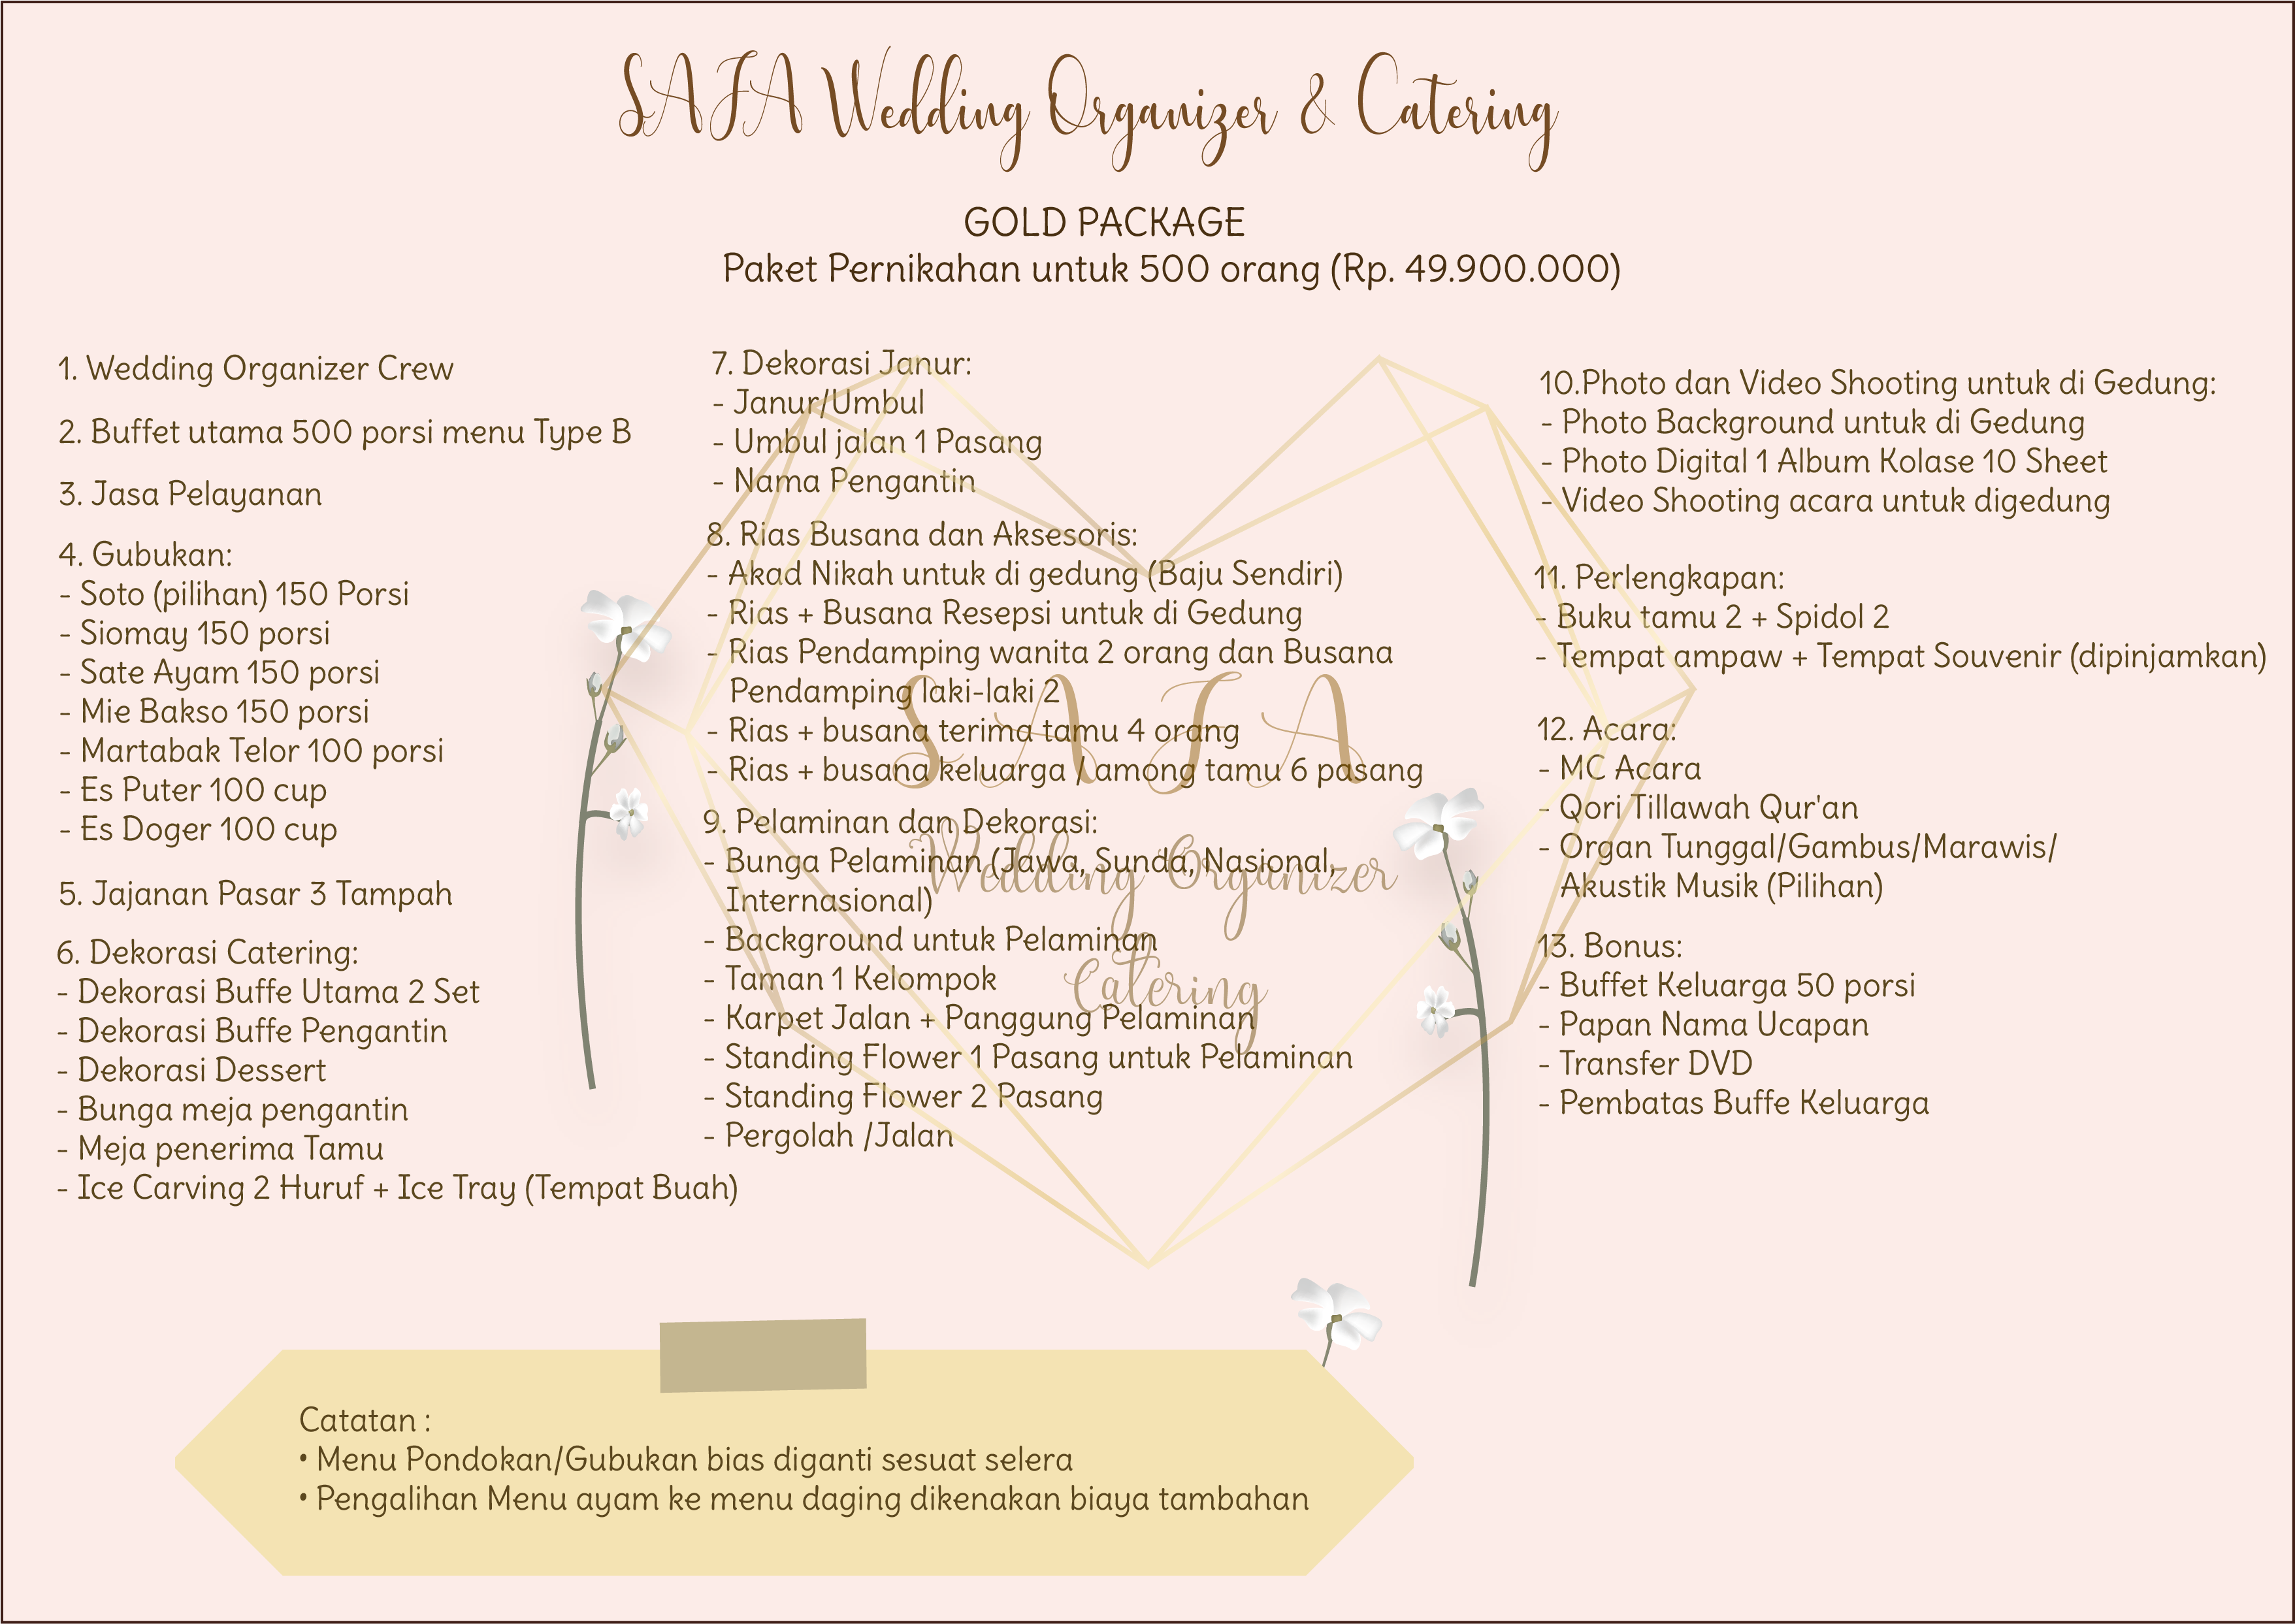 SAFA Wedding Organizer & Catering
GOLD PACKAGE
Paket Pernikahan untuk 500 orang (Rp. 49.900.000)
1. Wedding Organizer Crew
2. Buffet utama 500 porsi menu Type B
3. Jasa Pelayanan
4. Gubukan:
- Soto (pilihan) 150 Porsi
- Siomay 150 porsi
- Sate Ayam 150 porsi
- Mie Bakso 150 porsi
- Martabak Telor 100 porsi
- Es Puter 100 cup
- Es Doger 100 cup
5. Jajanan Pasar 3 Tampah
6. Dekorasi Catering:
- Dekorasi Buffe Utama 2 Set
- Dekorasi Buffe Pengantin
- Dekorasi Dessert
- Bunga meja pengantin
- Meja penerima Tamu
- Ice Carving 2 Huruf + Ice Tray (Tempat Buah)
7. Dekorasi Janur:
- Janur/Umbul
- Umbul jalan 1 Pasang
- Nama Pengantin
8. Rias Busana dan Aksesoris:
- Akad Nikah untuk di gedung (Baju Sendiri)
- Rias + Busana Resepsi untuk di Gedung
- Rias Pendamping wanita 2 orang dan Busana
Pendamping laki-laki 2
- Rias + busana terima tamu 4 orang
- Rias + busana keluarga / among tamu 6 pasang
9. Pelaminan dan Dekorasi:
- Bunga Pelaminan (Jawa, Sunda, Nasional,
Internasional)
- Background untuk Pelaminan
- Taman 1 Kelompok
- Karpet Jalan + Panggung Pelaminan
- Standing Flower 1 Pasang untuk Pelaminan
- Standing Flower 2 Pasang
- Pergolah /Jalan
SAFA
Wedding Organizer
Catering
10.Photo dan Video Shooting untuk di Gedung:
- Photo Background untuk di Gedung
- Photo Digital 1 Album Kolase 10 Sheet
- Video Shooting acara untuk digedung
11. Perlengkapan:
- Buku tamu 2 + Spidol 2
- Tempat ampaw + Tempat Souvenir (dipinjamkan)
12. Acara:
- MC Acara
- Qori Tillawah Qur'an
- Organ Tunggal/Gambus/Marawis/
Akustik Musik (Pilihan)
13. Bonus:
- Buffet Keluarga 50 porsi
- Papan Nama Ucapan
- Transfer DVD
- Pembatas Buffe Keluarga
Catatan :
• Menu Pondokan/Gubukan bias diganti sesuat selera
• Pengalihan Menu ayam ke menu daging dikenakan biaya tambahan